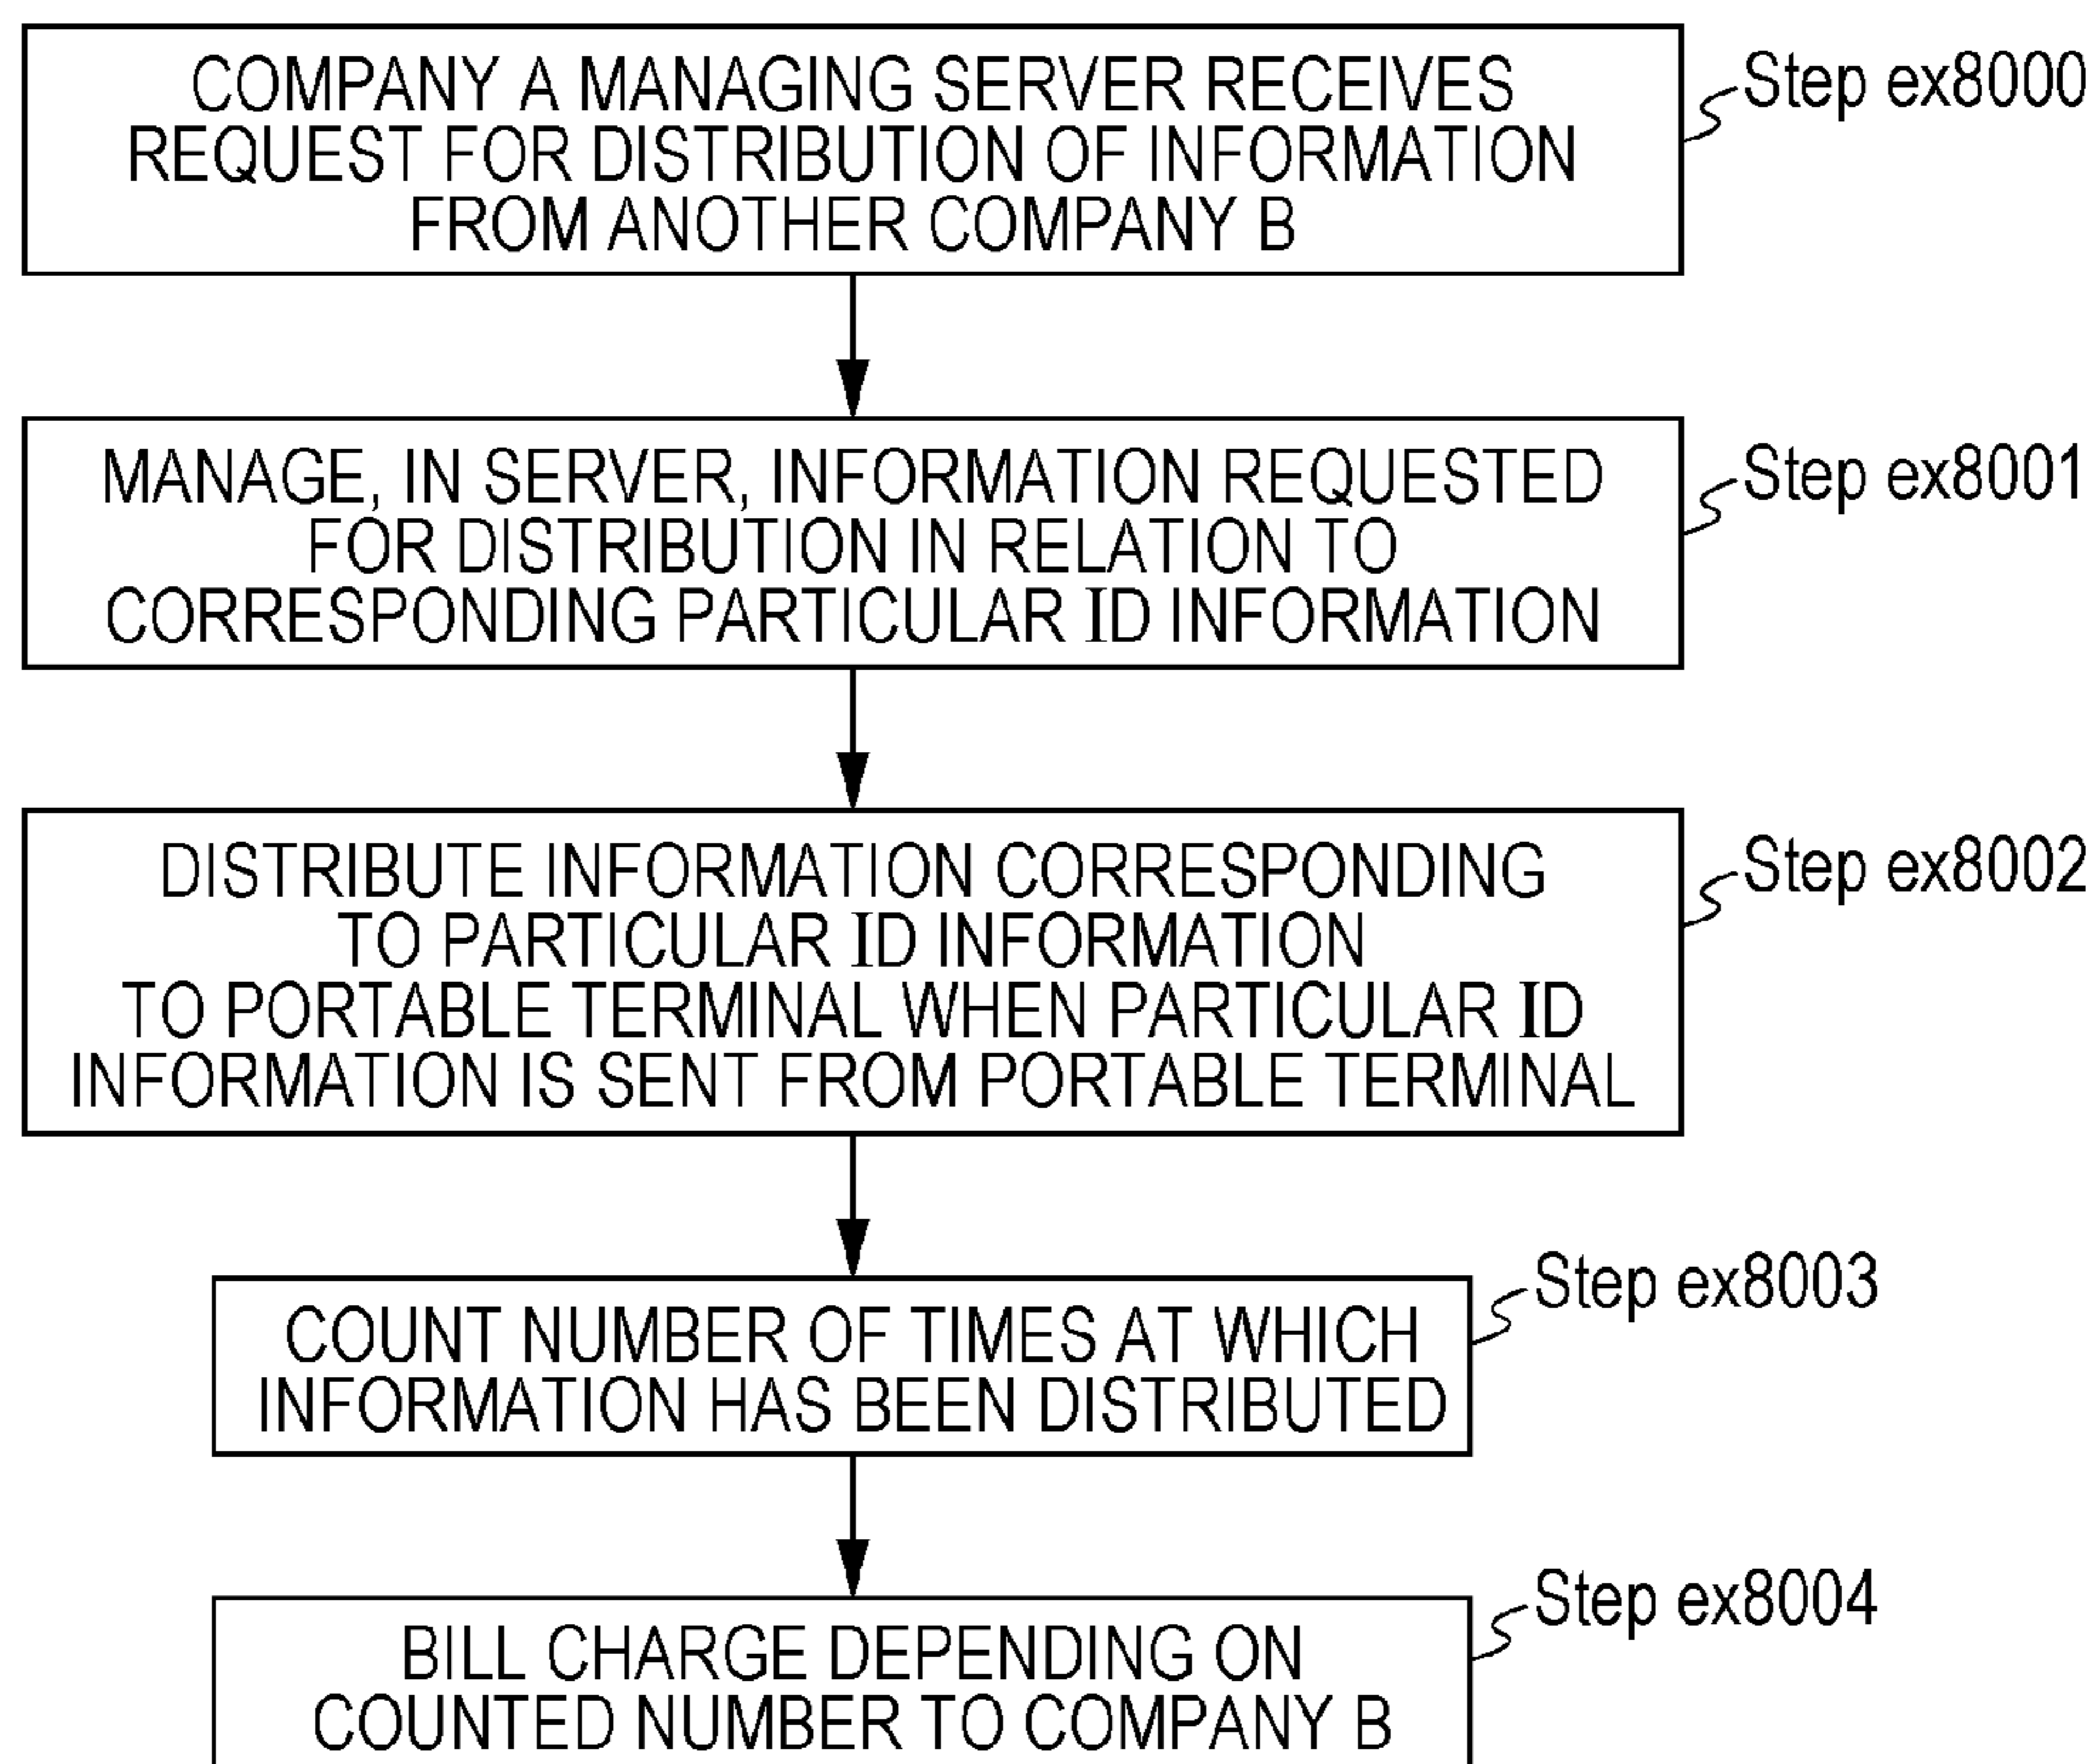 COMPANY A MANAGING SERVER RECEIVES
REQUEST FOR DISTRIBUTION OF INFORMATION
FROM ANOTHER COMPANY B
Step ex8000
MANAGE, IN SERVER, INFORMATION REQUESTED
FOR DISTRIBUTION IN RELATION TO
CORRESPONDING PARTICULAR ID INFORMATION
Step ex8001
DISTRIBUTE INFORMATION CORRESPONDING
TO PARTICULAR ID INFORMATION
TO PORTABLE TERMINAL WHEN PARTICULAR ID
INFORMATION IS SENT FROM PORTABLE TERMINAL
Step ex8002
COUNT NUMBER OF TIMES AT WHICH
INFORMATION HAS BEEN DISTRIBUTED
Step ex8003
BILL CHARGE DEPENDING ON
COUNTED NUMBER TO COMPANY B
Step ex8004